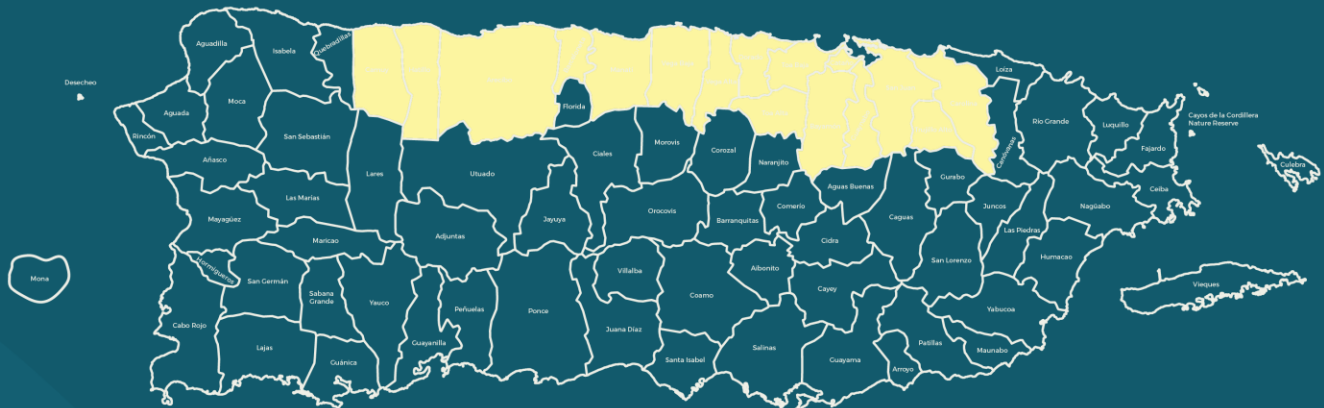 Aguadilla
Isabela
Quebradillas
Desecheo
Moca
Aguada
Rincón
San Sebastián
Añasco
Las Marías
Mayagüez
Maricao
Lares
Utuado
Adjuntas
Jayuya
Florida
Ciales
Morovis
Corozal
Naranjito
Orocovis
Barranquitas
Comerío
Aguas Buenas
Cidra
Caguas
Gurabo
Juncos
Las Piedras
San Lorenzo
Loiza
Canóvanas
Río Grande
Luquillo
Fajardo
Cayos de la Cordillera
Nature Reserve
Culebra
Ceiba
Nagüabo
Humacao
Vieques
Yabucoa
Maunabo
Patillas
Arroyo
Guayama
Cayey
Aibonito
Salinas
Coamo
Santa Isabel
Villalba
Juana Díaz
Ponce
Peñuelas
Guayanilla
Yauco
Sabana
Grande
Guánica
San Germán
Hormigueros
Lajas
Cabo Rojo
Mona